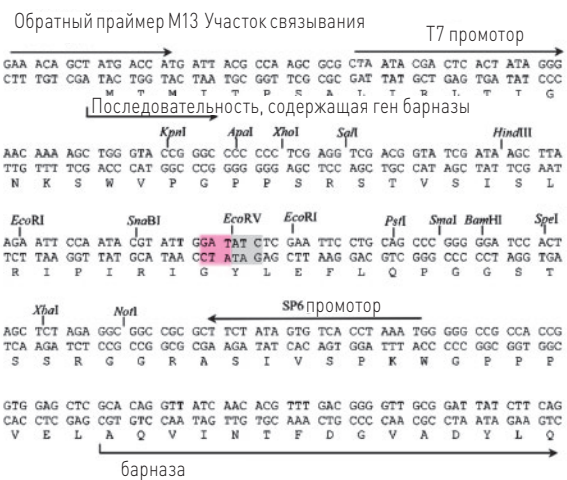 Обратный праймер M13 Участок связывания
T7 промотор
GAA ACA GCT ATG ACC ATG ATT ACG CCA AGC GCG CTA ATA CGA CTC ACT ATA GGG
CTT TGT CGA TAC TGG TAC TAA TGC GGT TCG CGC GAT TAT GCT GAG TGA TAT CCC
M T M I T P S A L I R L T I G
Последовательность, содержащая ген барназы
KpnI ApaI XhoI SalI HindIII
AAC AAA AGC TGG GTA CCG GGC CCC CCC TCG AGG TCG ACG GTA TCG ATA AGC TTA
TTG TTT TCG ACC CAT GGC CCG GGG GGG AGC TCC AGC TGC CAT AGC TAT TCG AAT
N K S W V P G P P S R S T V S I S L
EcoRI SnaBI EcoRV EcoRI PstI SmaI BamHI SpeI
AGA ATT CCA ATA CGT ATT GGA TAT CTC GAA TTC CTG CAG CCC GGG GGA TCC ACT
TCT TAA GGT TAT GCA TAA CCT ATA GAG CTT AAG GAC GTC GGG CCC CCT AGG TGA
R I P I R I G Y L E F L Q P G G S T
XbaI NotI SP6 промотор
AGC TCT AGA GGC GGC CGC GCT TCT ATA GTG TCA CCT AAA TGG GGG CCG CCA CCG
TCA AGA TCT CCG CCG GCG CGA AGA TAT CAC AGT GGA TTT ACC CCC GGC GGT GGC
S S R G G R A S I V S P K W G P P P
GTG GAG CTC GCA CAG GTT ATC AAC ACG TTT GAC GGG GTT GCG GAT TAT CTT CAG
CAC CTC GAG CGT GTC CAA TAG TTG TGC AAA CTG CCC CAA CGC CTA ATA GAA GTC
V E L A Q V I N T F D G V A D Y L Q
барназа